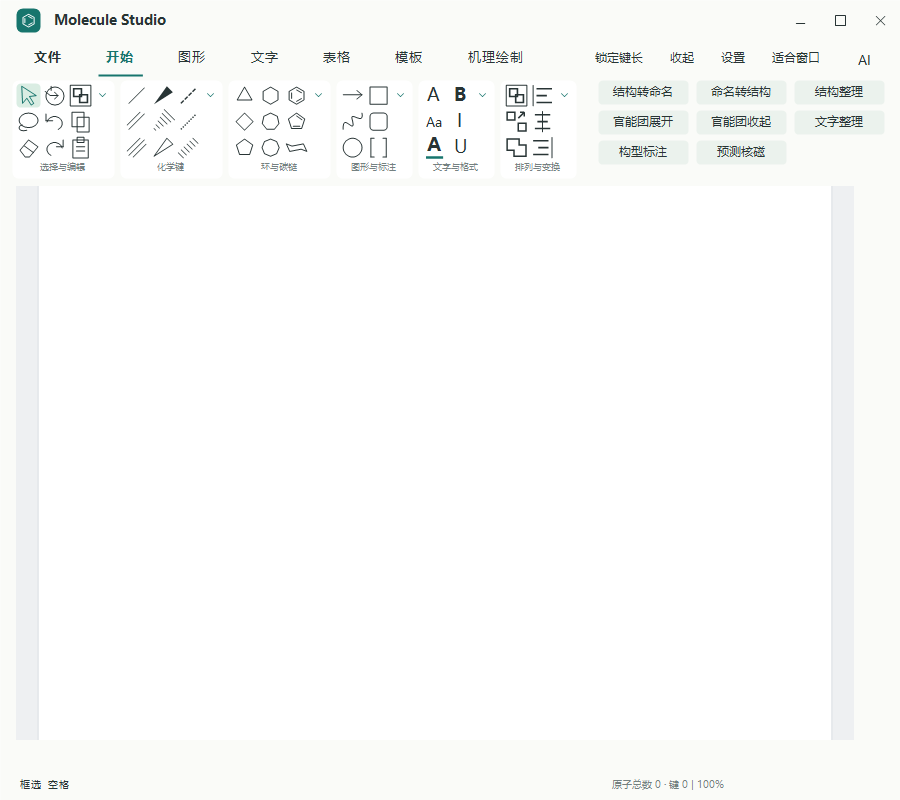 Molecule Studio
文件 开始 图形 文字 表格 模板 机理绘制 锁定键长 收起 设置 适合窗口 AI
结构转命名 命名转结构 结构整理
官能团展开 官能团收起 文字整理
构型标注 预测核磁
A B
Aa I
A U
选择与编辑 化学键 环与碳链 图形与标注 文字与格式 排列与变换
框选 空格 原子总数 0 · 键 0 | 100%